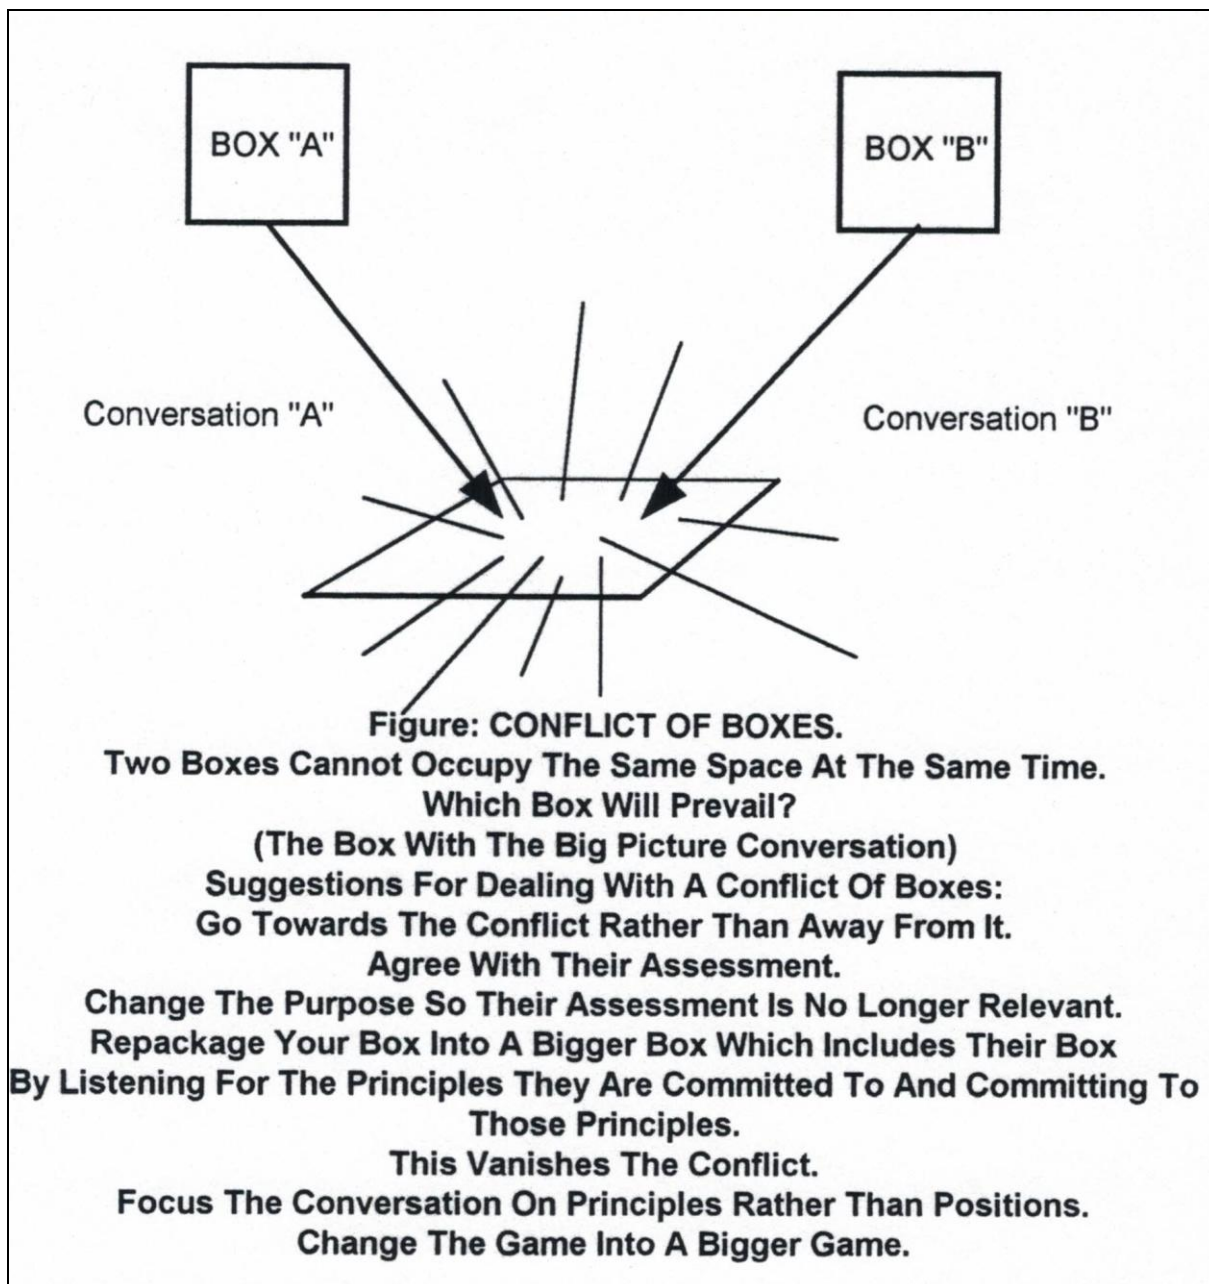 BOX "A"
BOX "B"
Conversation "A"
Conversation "B"
Figure: CONFLICT OF BOXES.
Two Boxes Cannot Occupy The Same Space At The Same Time.
Which Box Will Prevail?
(The Box With The Big Picture Conversation)
Suggestions For Dealing With A Conflict Of Boxes:
Go Towards The Conflict Rather Than Away From It.
Agree With Their Assessment.
Change The Purpose So Their Assessment Is No Longer Relevant.
Repackage Your Box Into A Bigger Box Which Includes Their Box
By Listening For The Principles They Are Committed To And Committing To
Those Principles.
This Vanishes The Conflict.
Focus The Conversation On Principles Rather Than Positions.
Change The Game Into A Bigger Game.